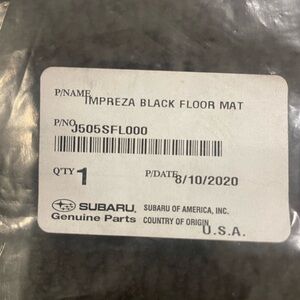 P/NAME IMPREZA BLACK FLOOR MAT
P/NO. J505SFL000
Q'TY 1 P/DATE 8/10/2020
SUBARU. SUBARU OF AMERICA, INC.
Genuine Parts COUNTRY OF ORIGIN U.S.A.